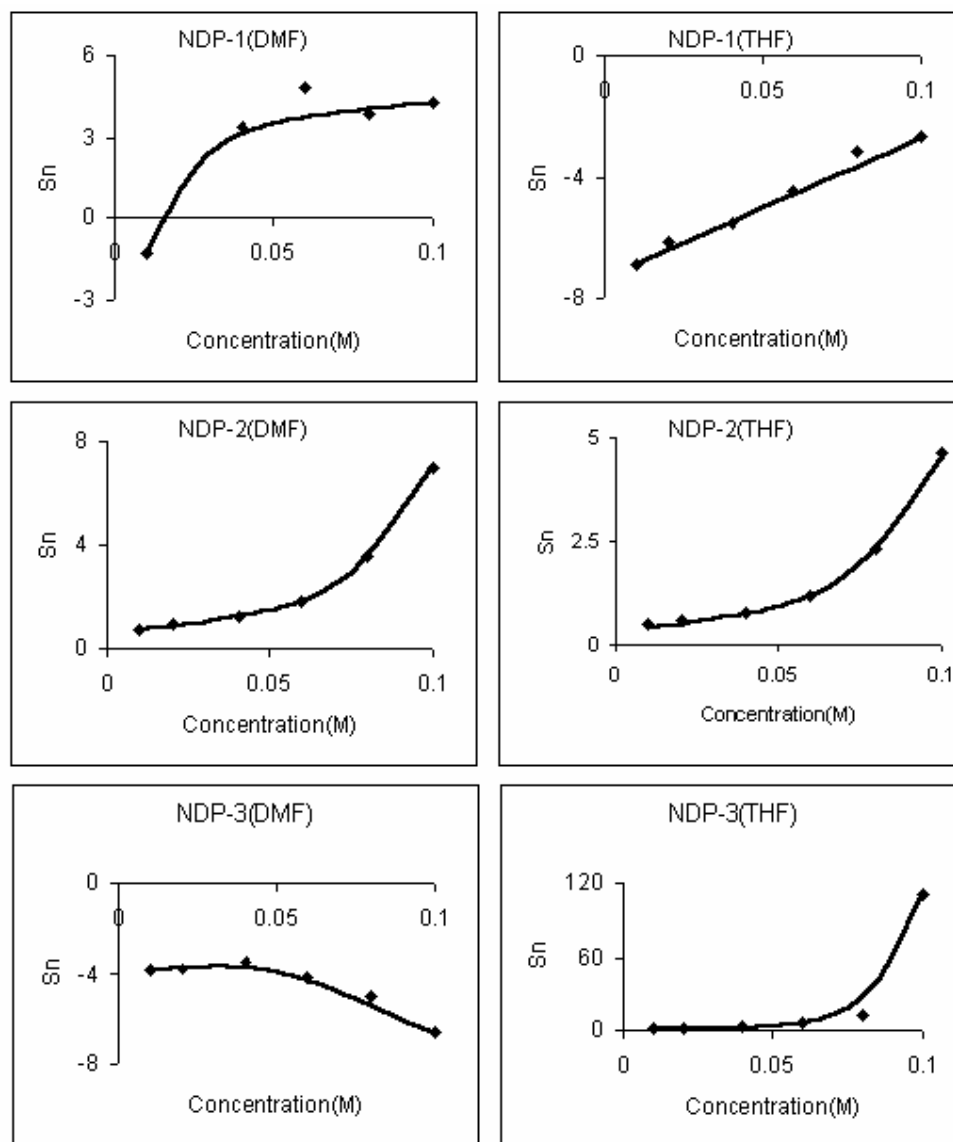 NDP-1(DMF)
6
3
0
-3
Sn
0
0.05
0.1
Concentration(M)
NDP-1(THF)
0
-4
-8
Sn
0
0.05
0.1
Concentration(M)
NDP-2(DMF)
8
4
0
Sn
0
0.05
0.1
Concentration(M)
NDP-2(THF)
5
2.5
0
Sn
0
0.05
0.1
Concentration(M)
NDP-3(DMF)
0
-4
-8
Sn
0
0.05
0.1
Concentration(M)
NDP-3(THF)
120
60
0
Sn
0
0.05
0.1
Concentration(M)